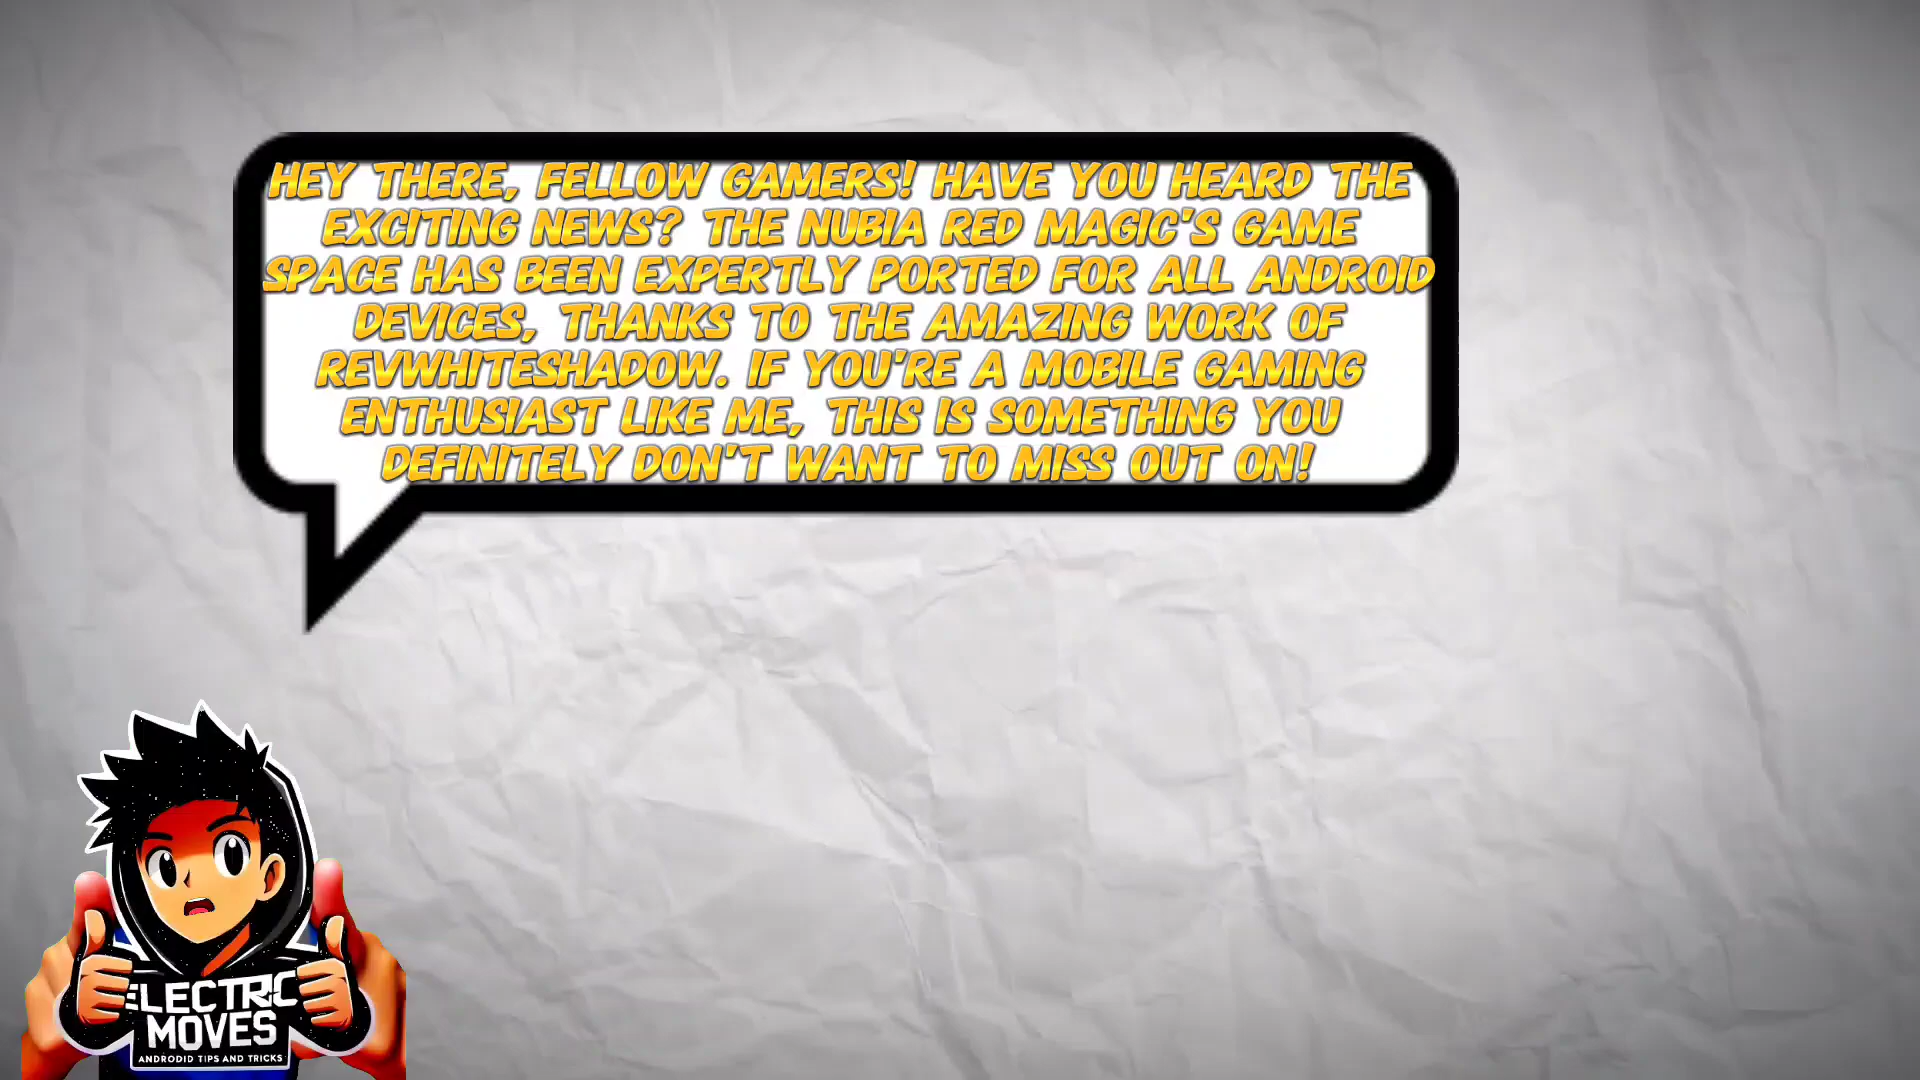 HEY THERE, FELLOW GAMERS! HAVE YOU HEARD THE
EXCITING NEWS? THE NUBIA RED MAGIC'S GAME
SPACE HAS BEEN EXPERTLY PORTED FOR ALL ANDROID
DEVICES, THANKS TO THE AMAZING WORK OF
REVWHITESHADOW. IF YOU'RE A MOBILE GAMING
ENTHUSIAST LIKE ME, THIS IS SOMETHING YOU
DEFINITELY DON'T WANT TO MISS OUT ON!
ELECTRIC
MOVES
ANDRODID TIPS AND TRICKS